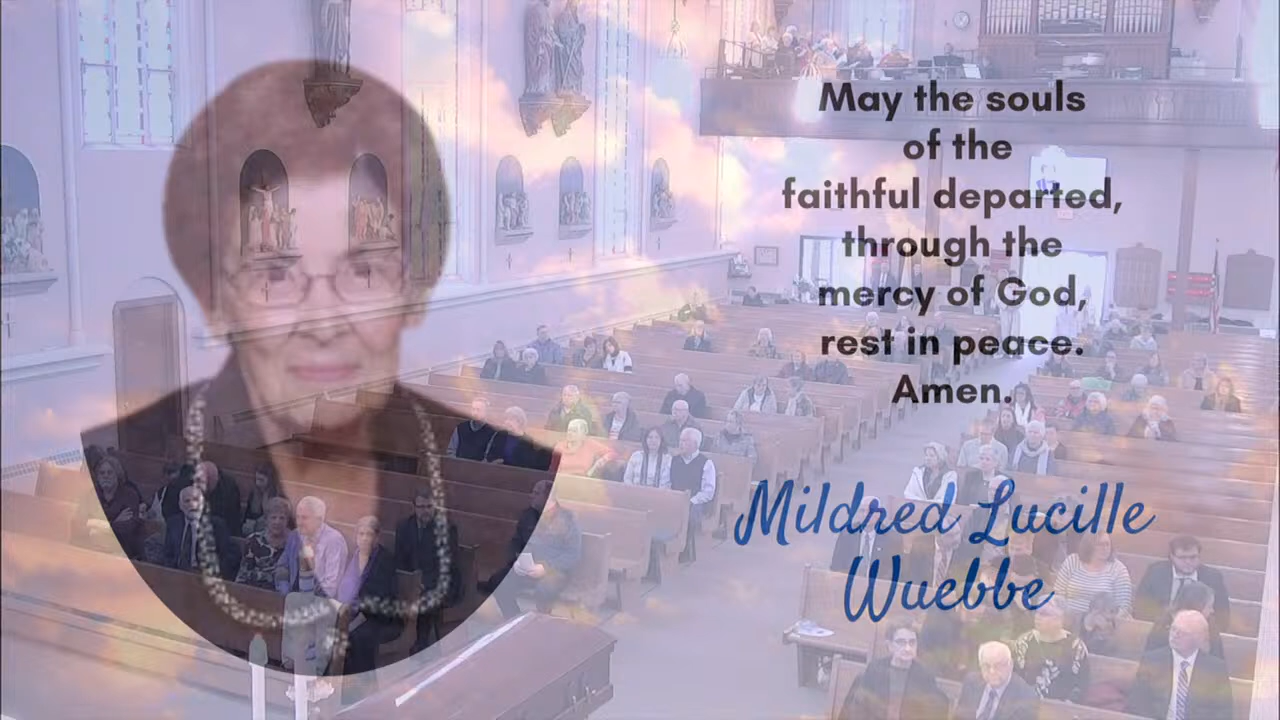 May the souls
of the
faithful departed,
through the
mercy of God,
rest in peace.
Amen.
Mildred Lucille
Wuebbe